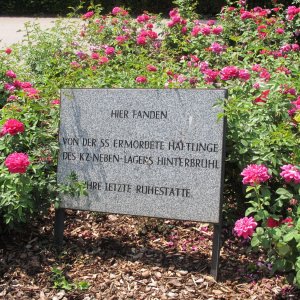 HIER FANDEN
VON DER SS ERMORDETE HÄFTLINGE
DES KZ NEBEN-LAGERS HINTERBRÜHL
IHRE LETZTE RUHESTÄTTE